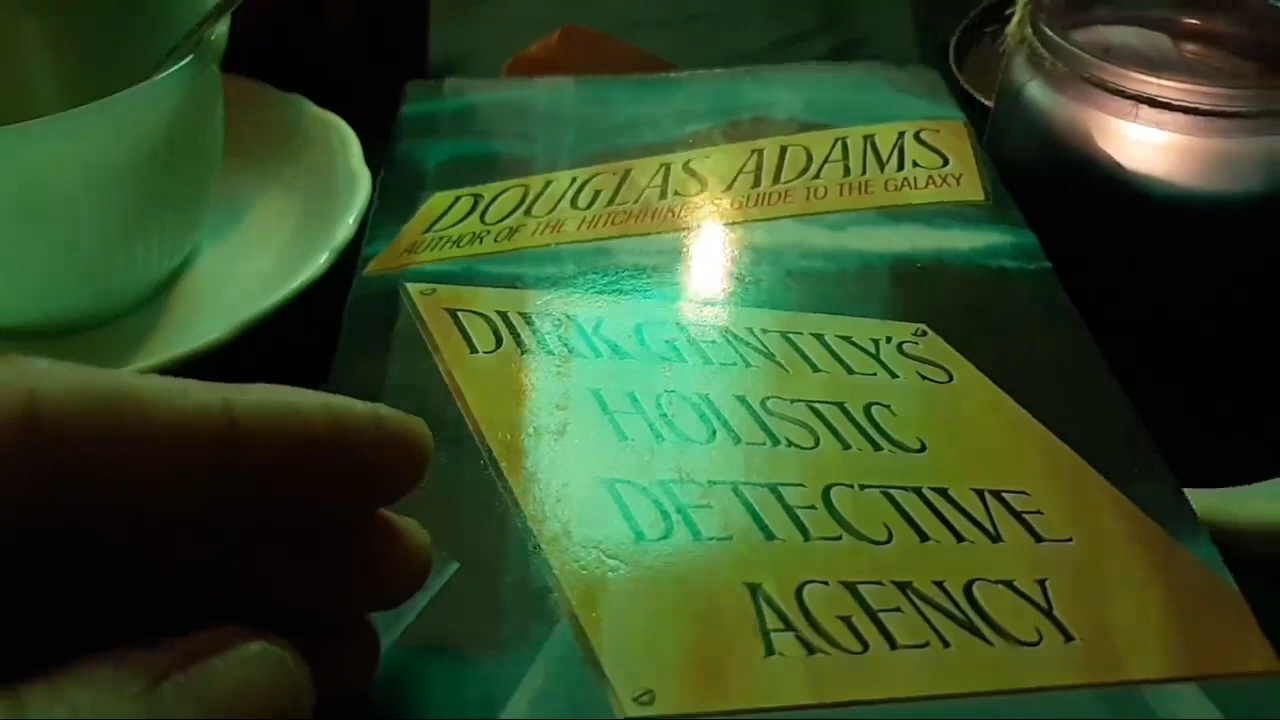 DOUGLAS ADAMS
AUTHOR OF THE HITCHHIKER'S GUIDE TO THE GALAXY
DIRK GENTLY'S
HOLISTIC
DETECTIVE
AGENCY